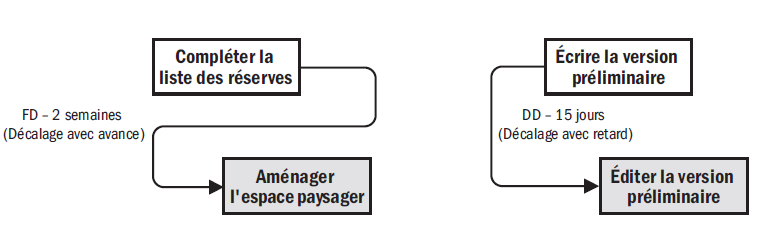 Compléter la
liste des réserves
FD – 2 semaines
(Décalage avec avance)
Aménager
l'espace paysager
Écrire la version
préliminaire
DD – 15 jours
(Décalage avec retard)
Éditer la version
préliminaire